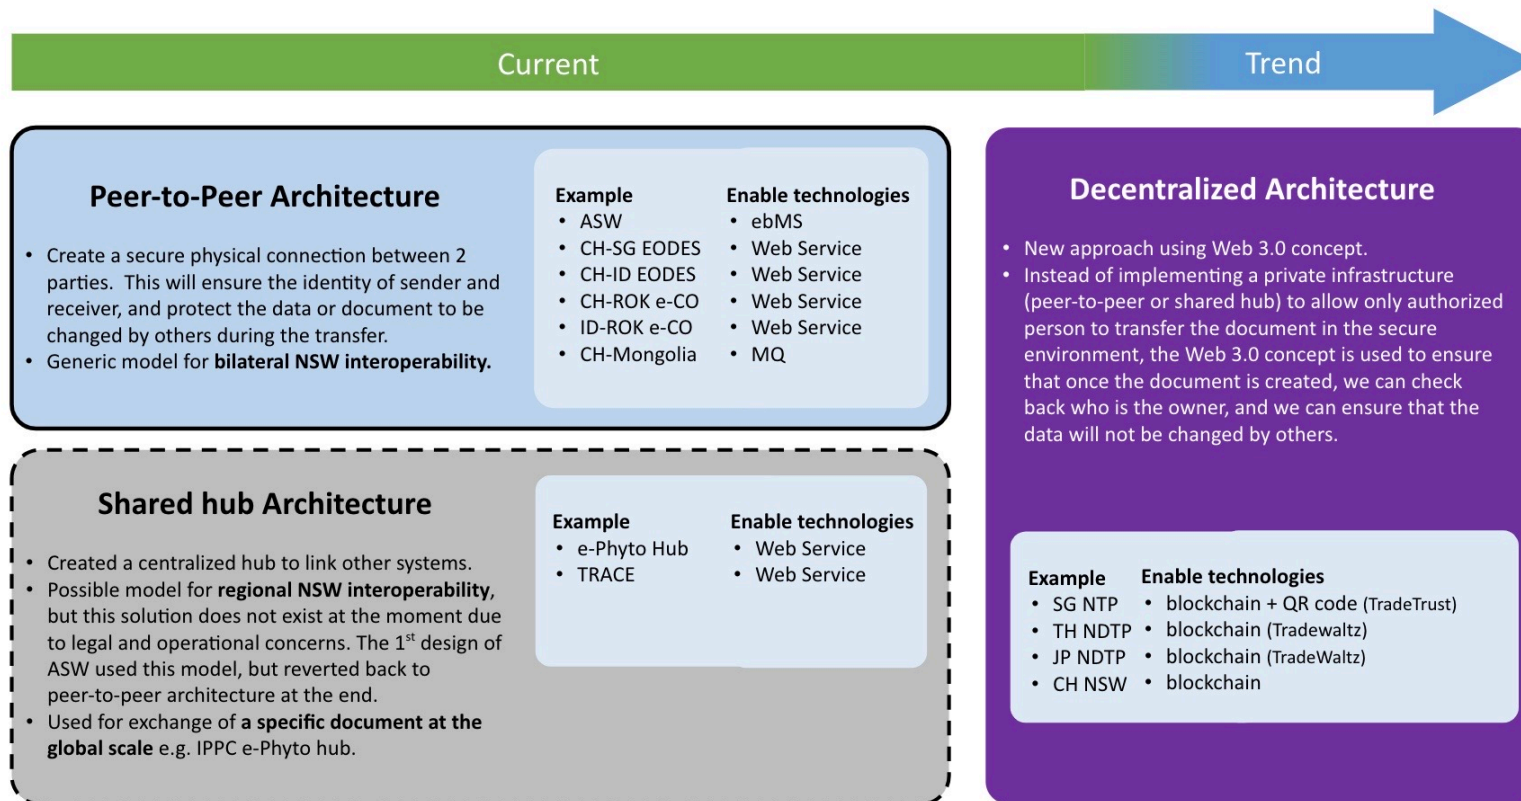 Current
Trend
Peer-to-Peer Architecture
• Create a secure physical connection between 2
parties.  This will ensure the identity of sender and
receiver, and protect the data or document to be
changed by others during the transfer.
• Generic model for bilateral NSW interoperability.
Example
• ASW
• CH-SG EODES
• CH-ID EODES
• CH-ROK e-CO
• ID-ROK e-CO
• CH-Mongolia
Enable technologies
• ebMS
• Web Service
• Web Service
• Web Service
• Web Service
• MQ
Shared hub Architecture
• Created a centralized hub to link other systems.
• Possible model for regional NSW interoperability,
but this solution does not exist at the moment due
to legal and operational concerns. The 1st design of
ASW used this model, but reverted back to
peer-to-peer architecture at the end.
• Used for exchange of a specific document at the
global scale e.g. IPPC e-Phyto hub.
Example
• e-Phyto Hub
• TRACE
Enable technologies
• Web Service
• Web Service
Decentralized Architecture
• New approach using Web 3.0 concept.
• Instead of implementing a private infrastructure
(peer-to-peer or shared hub) to allow only authorized
person to transfer the document in the secure
environment, the Web 3.0 concept is used to ensure
that once the document is created, we can check
back who is the owner, and we can ensure that the
data will not be changed by others.
Example
• SG NTP
• TH NDTP
• JP NDTP
• CH NSW
Enable technologies
• blockchain + QR code (TradeTrust)
• blockchain (Tradewaltz)
• blockchain (TradeWaltz)
• blockchain